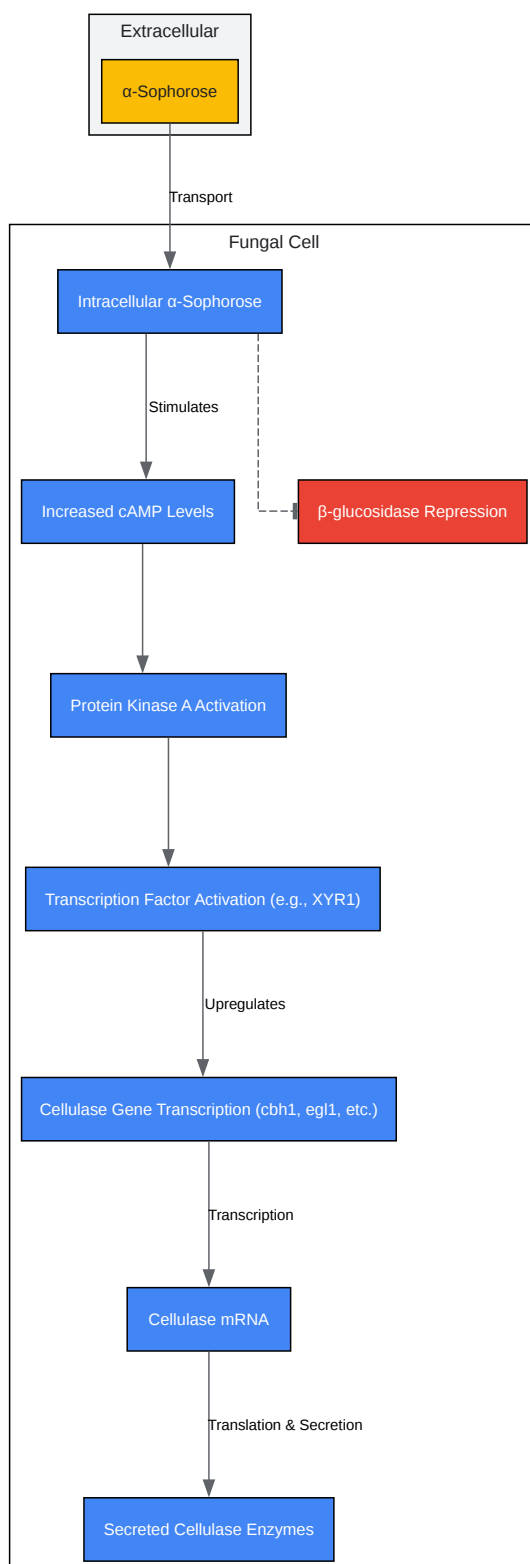 Extracellular
α-Sophorose
Transport
Fungal Cell
Intracellular α-Sophorose
Stimulates
Increased cAMP Levels
β-glucosidase Repression
Protein Kinase A Activation
Transcription Factor Activation (e.g., XYR1)
Upregulates
Cellulase Gene Transcription (cbh1, egl1, etc.)
Transcription
Cellulase mRNA
Translation & Secretion
Secreted Cellulase Enzymes